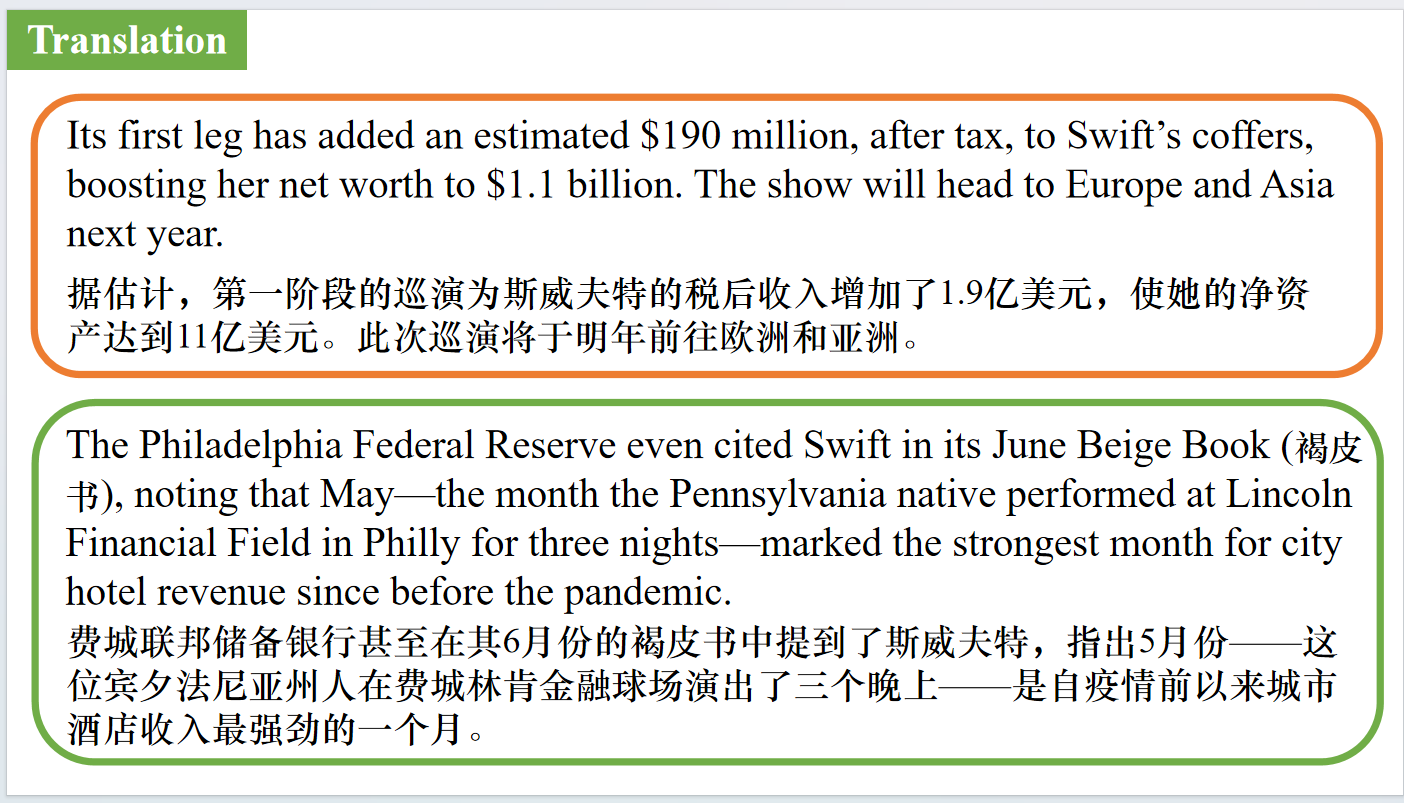 Translation
Its first leg has added an estimated $190 million, after tax, to Swift’s coffers,
boosting her net worth to $1.1 billion. The show will head to Europe and Asia
next year.
据估计，第一阶段的巡演为斯威夫特的税后收入增加了1.9亿美元，使她的净资
产达到11亿美元。此次巡演将于明年前往欧洲和亚洲。
The Philadelphia Federal Reserve even cited Swift in its June Beige Book (褐皮
书), noting that May—the month the Pennsylvania native performed at Lincoln
Financial Field in Philly for three nights—marked the strongest month for city
hotel revenue since before the pandemic.
费城联邦储备银行甚至在其6月份的褐皮书中提到了斯威夫特，指出5月份——这
位宾夕法尼亚州人在费城林肯金融球场演出了三个晚上——是自疫情前以来城市
酒店收入最强劲的一个月。